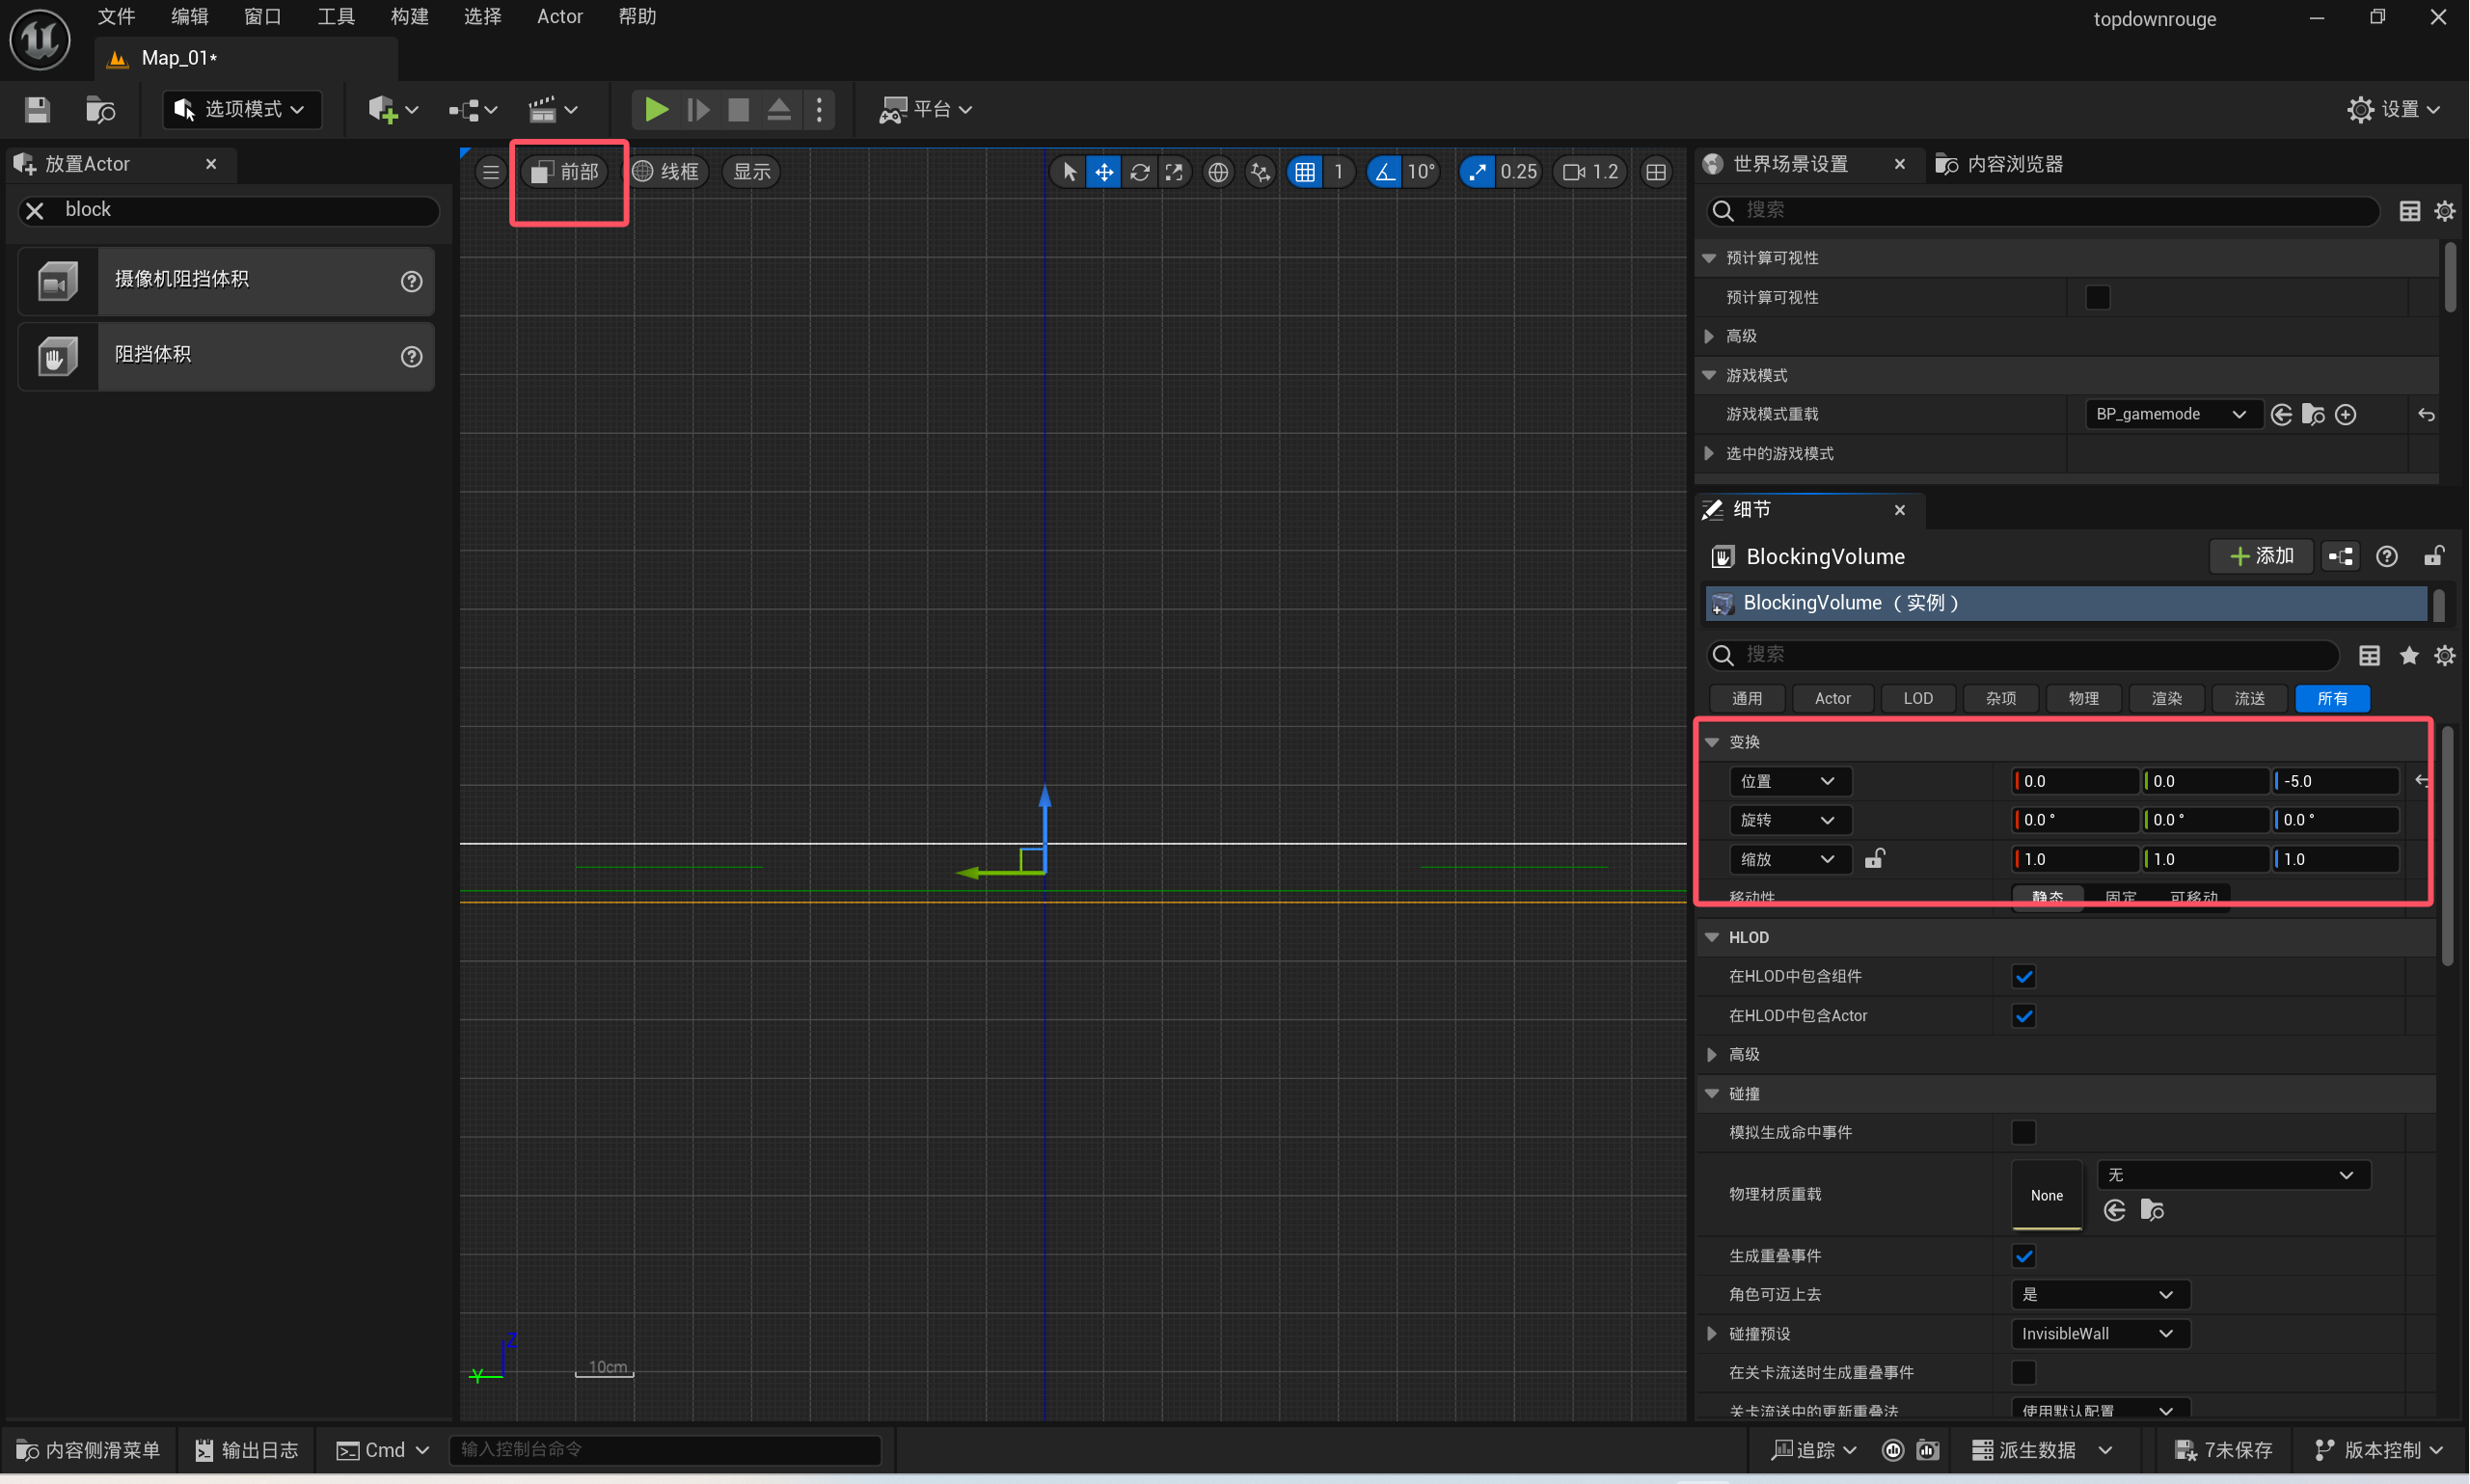 文件 编辑 窗口 工具 构建 选择 Actor 帮助
topdownrouge
Map_01*
选项模式
平台
设置
放置Actor
block
摄像机阻挡体积
阻挡体积
前部 线框 显示
1 10° 0.25 1.2
10cm
Z
Y
世界场景设置 内容浏览器
搜索
预计算可视性
预计算可视性
高级
游戏模式
游戏模式重载 BP_gamemode
选中的游戏模式
细节
BlockingVolume 添加
BlockingVolume （实例）
搜索
通用 Actor LOD 杂项 物理 渲染 流送 所有
变换
位置 0.0 0.0 -5.0
旋转 0.0 ° 0.0 ° 0.0 °
缩放 1.0 1.0 1.0
移动性 静态 固定 可移动
HLOD
在HLOD中包含组件
在HLOD中包含Actor
高级
碰撞
模拟生成命中事件
物理材质重载 None 无
生成重叠事件
角色可迈上去 是
碰撞预设 InvisibleWall
在关卡流送时生成重叠事件
关卡流送中的更新重叠法 使用默认配置
内容侧滑菜单 输出日志 Cmd 输入控制台命令 追踪 派生数据 7未保存 版本控制